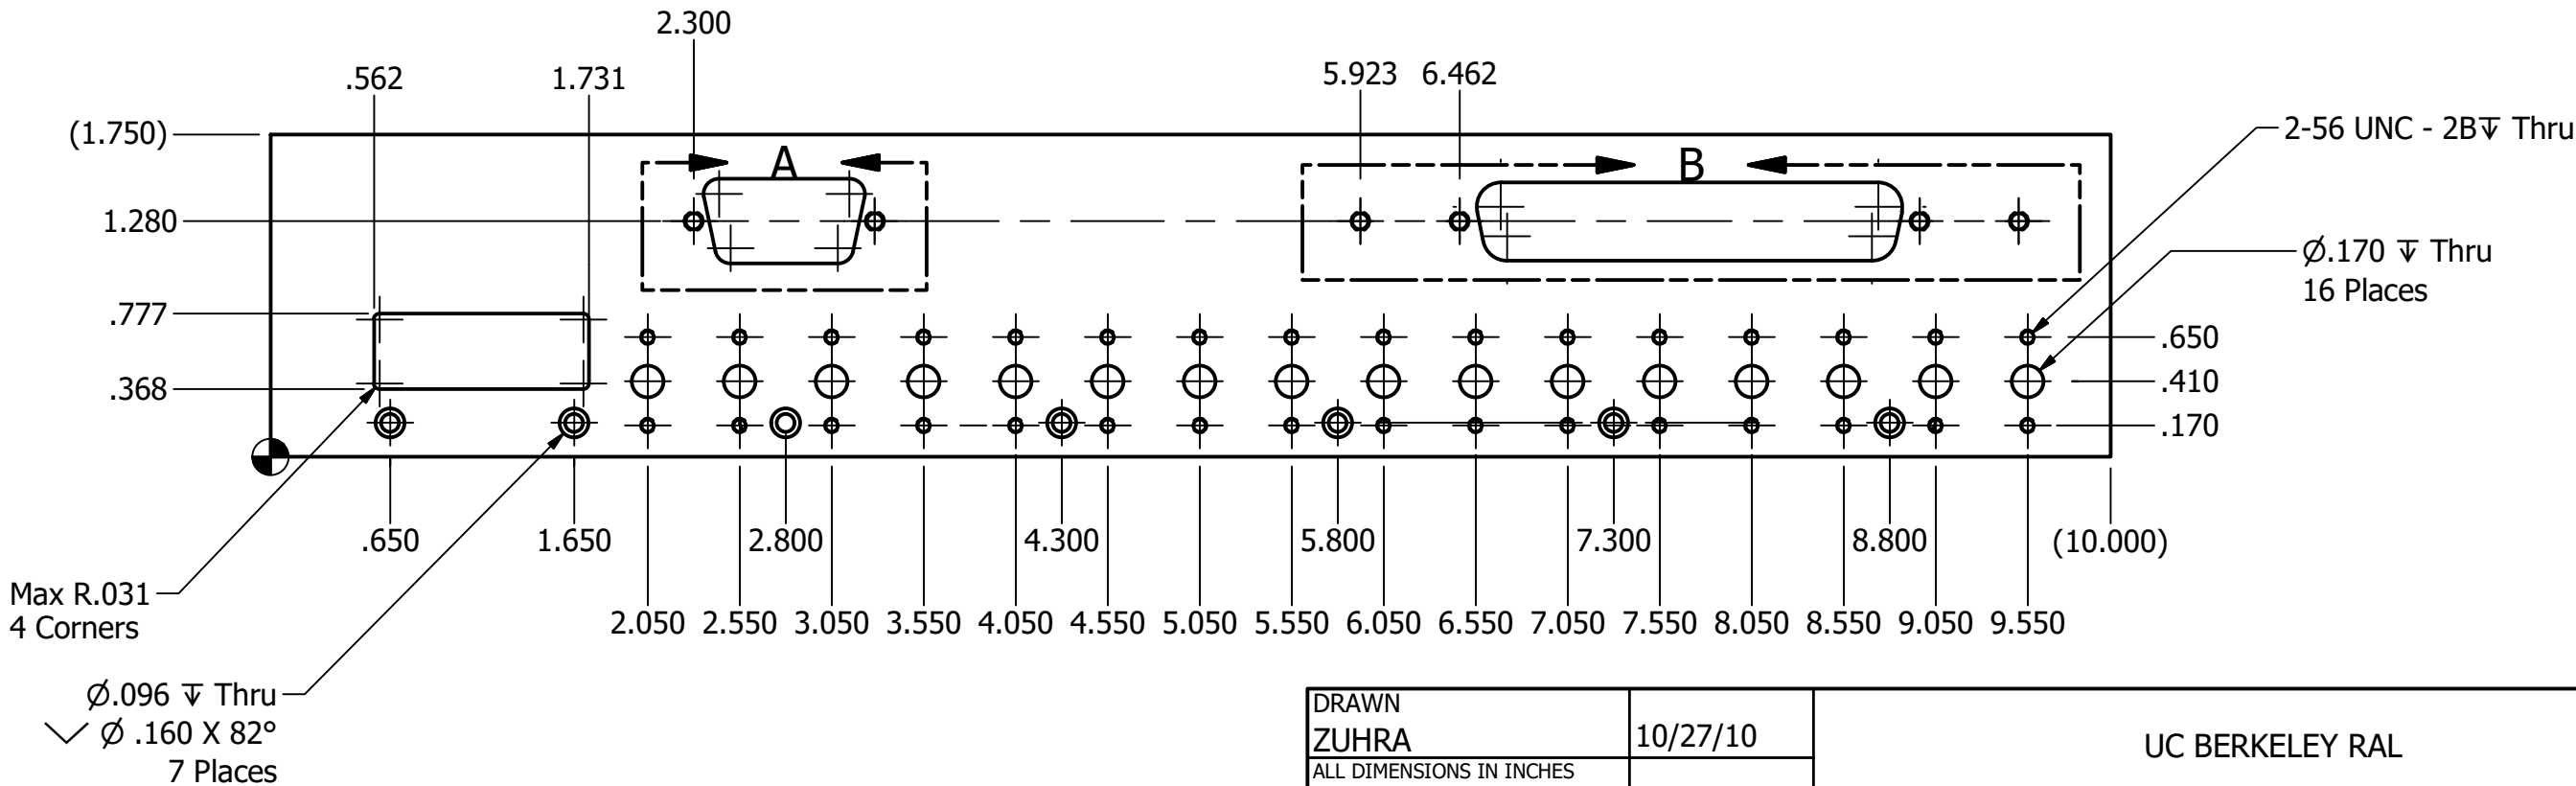 2.300
.562
1.731
5.923
6.462
(1.750)
A
B
2-56 UNC - 2B↧ Thru
1.280
Ø.170 ↧ Thru
16 Places
.777
.650
.368
.410
.170
.650
1.650
2.800
4.300
5.800
7.300
8.800
(10.000)
Max R.031
4 Corners
2.050 2.550 3.050 3.550 4.050 4.550 5.050 5.550 6.050 6.550 7.050 7.550 8.050 8.550 9.050 9.550
Ø.096 ↧ Thru
⌵ Ø .160 X 82°
7 Places
DRAWN
ZUHRA
10/27/10
UC BERKELEY RAL
ALL DIMENSIONS IN INCHES